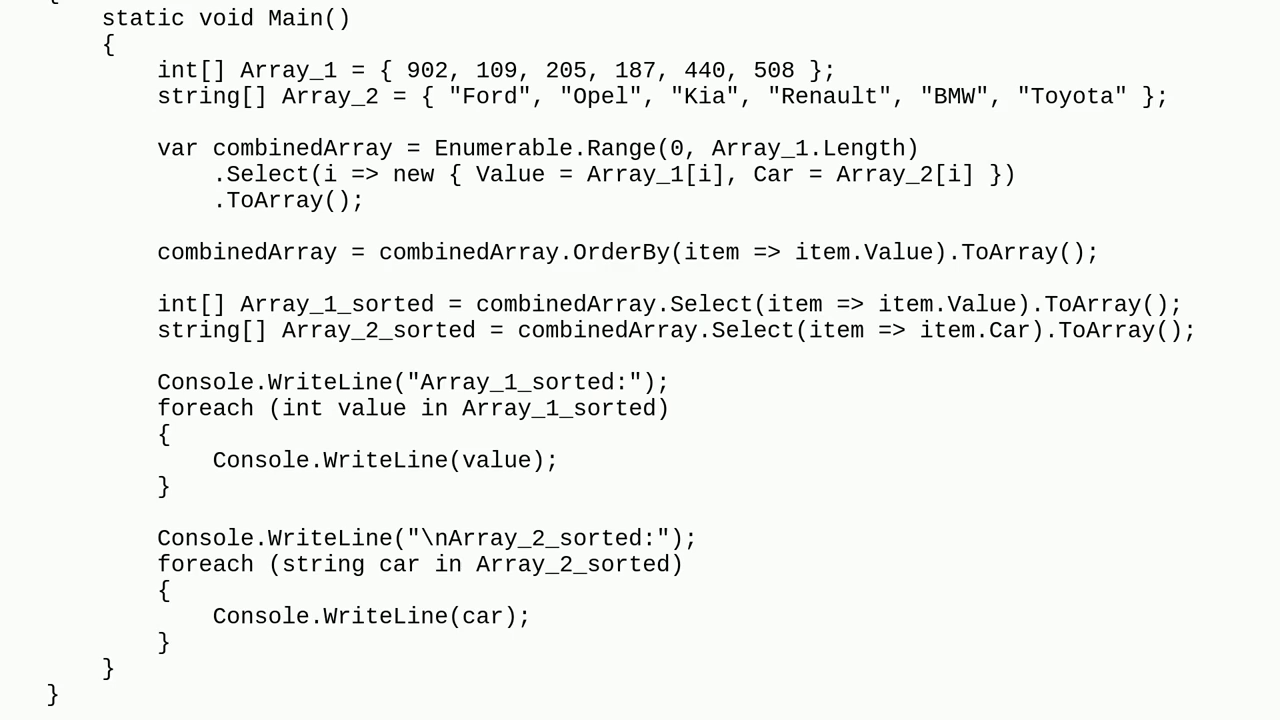 {
static void Main()
{
int[] Array_1 = { 902, 109, 205, 187, 440, 508 };
string[] Array_2 = { "Ford", "Opel", "Kia", "Renault", "BMW", "Toyota" };
var combinedArray = Enumerable.Range(0, Array_1.Length)
.Select(i => new { Value = Array_1[i], Car = Array_2[i] })
.ToArray();
combinedArray = combinedArray.OrderBy(item => item.Value).ToArray();
int[] Array_1_sorted = combinedArray.Select(item => item.Value).ToArray();
string[] Array_2_sorted = combinedArray.Select(item => item.Car).ToArray();
Console.WriteLine("Array_1_sorted:");
foreach (int value in Array_1_sorted)
{
Console.WriteLine(value);
}
Console.WriteLine("\nArray_2_sorted:");
foreach (string car in Array_2_sorted)
{
Console.WriteLine(car);
}
}
}